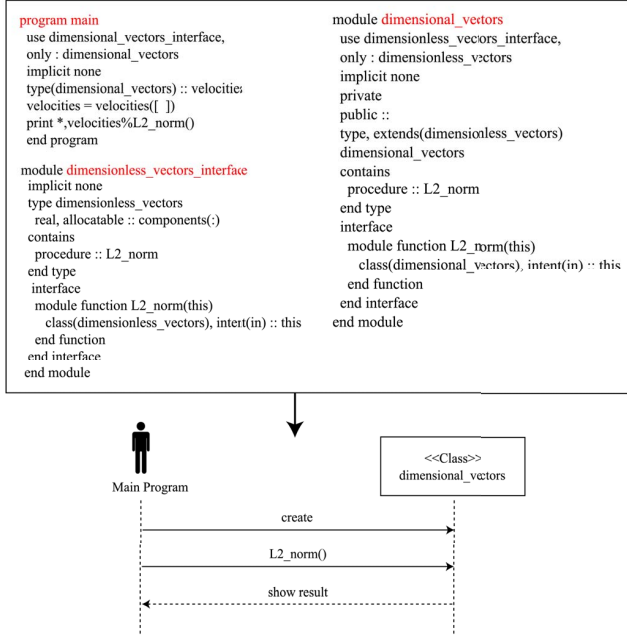 program main
use dimensional_vectors_interface,
only : dimensional_vectors
implicit none
type(dimensional_vectors) :: velocities
velocities = velocities([ ])
print *,velocities%L2_norm()
end program
module dimensionless_vectors_interface
implicit none
type dimensionless_vectors
real, allocatable :: components(:)
contains
procedure :: L2_norm
end type
interface
module function L2_norm(this)
class(dimensionless_vectors), intent(in) :: this
end function
end interface
end module
module dimensional_vectors
use dimensionless_vectors_interface,
only : dimensionless_vectors
implicit none
private
public ::
type, extends(dimensionless_vectors)
dimensional_vectors
contains
procedure :: L2_norm
end type
interface
module function L2_norm(this)
class(dimensional_vectors), intent(in) :: this
end function
end interface
end module
Main Program
<<Class>>
dimensional_vectors
create
L2_norm()
show result